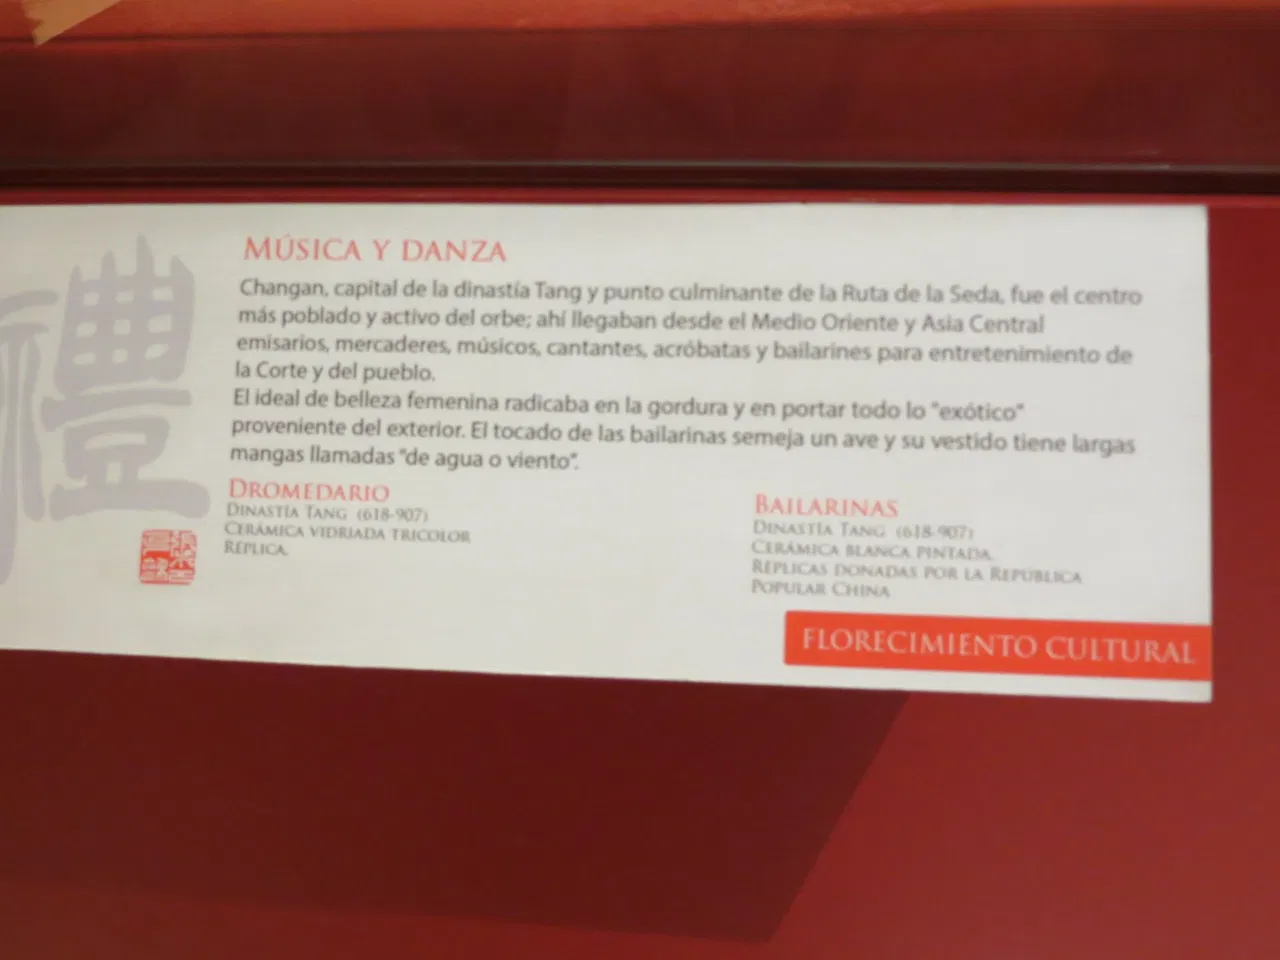 禮
MÚSICA Y DANZA
Changan, capital de la dinastía Tang y punto culminante de la Ruta de la Seda, fue el centro
más poblado y activo del orbe; ahí llegaban desde el Medio Oriente y Asia Central
emisarios, mercaderes, músicos, cantantes, acróbatas y bailarines para entretenimiento de
la Corte y del pueblo.
El ideal de belleza femenina radicaba en la gordura y en portar todo lo "exótico"
proveniente del exterior. El tocado de las bailarinas semeja un ave y su vestido tiene largas
mangas llamadas "de agua o viento".
DROMEDARIO
DINASTÍA TANG (618-907)
CERÁMICA VIDRIADA TRICOLOR
RÉPLICA.
BAILARINAS
DINASTÍA TANG (618-907)
CERÁMICA BLANCA PINTADA.
RÉPLICAS DONADAS POR LA REPÚBLICA
POPULAR CHINA
FLORECIMIENTO CULTURAL